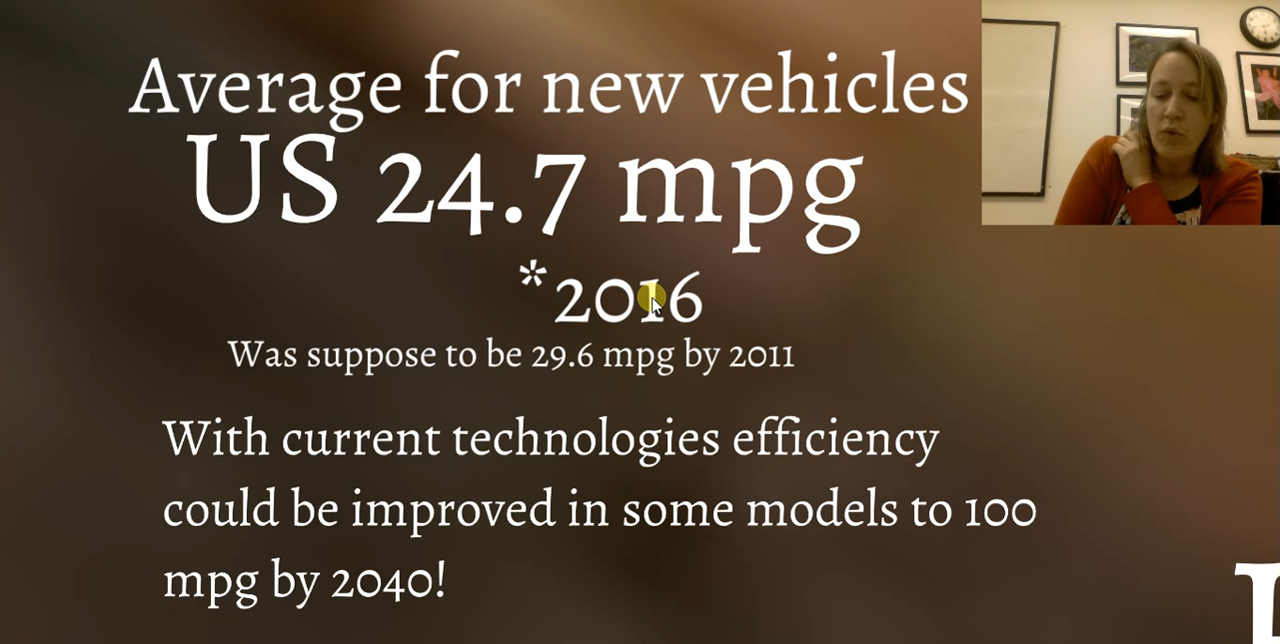 Average for new vehicles
US 24.7 mpg
*2016
Was suppose to be 29.6 mpg by 2011
With current technologies efficiency
could be improved in some models to 100
mpg by 2040!